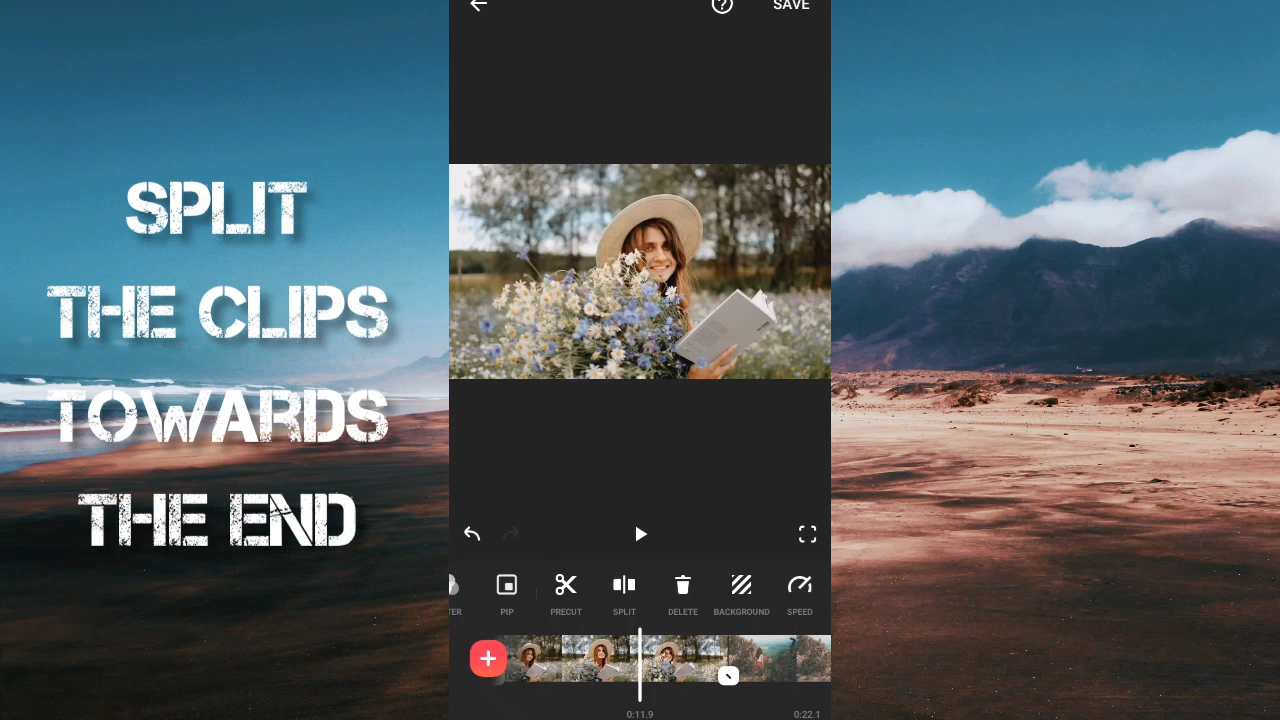 SAVE
SPLIT
THE CLIPS
TOWARDS
THE END
TER PIP PRECUT SPLIT DELETE BACKGROUND SPEED
0:11.9 0:22.1